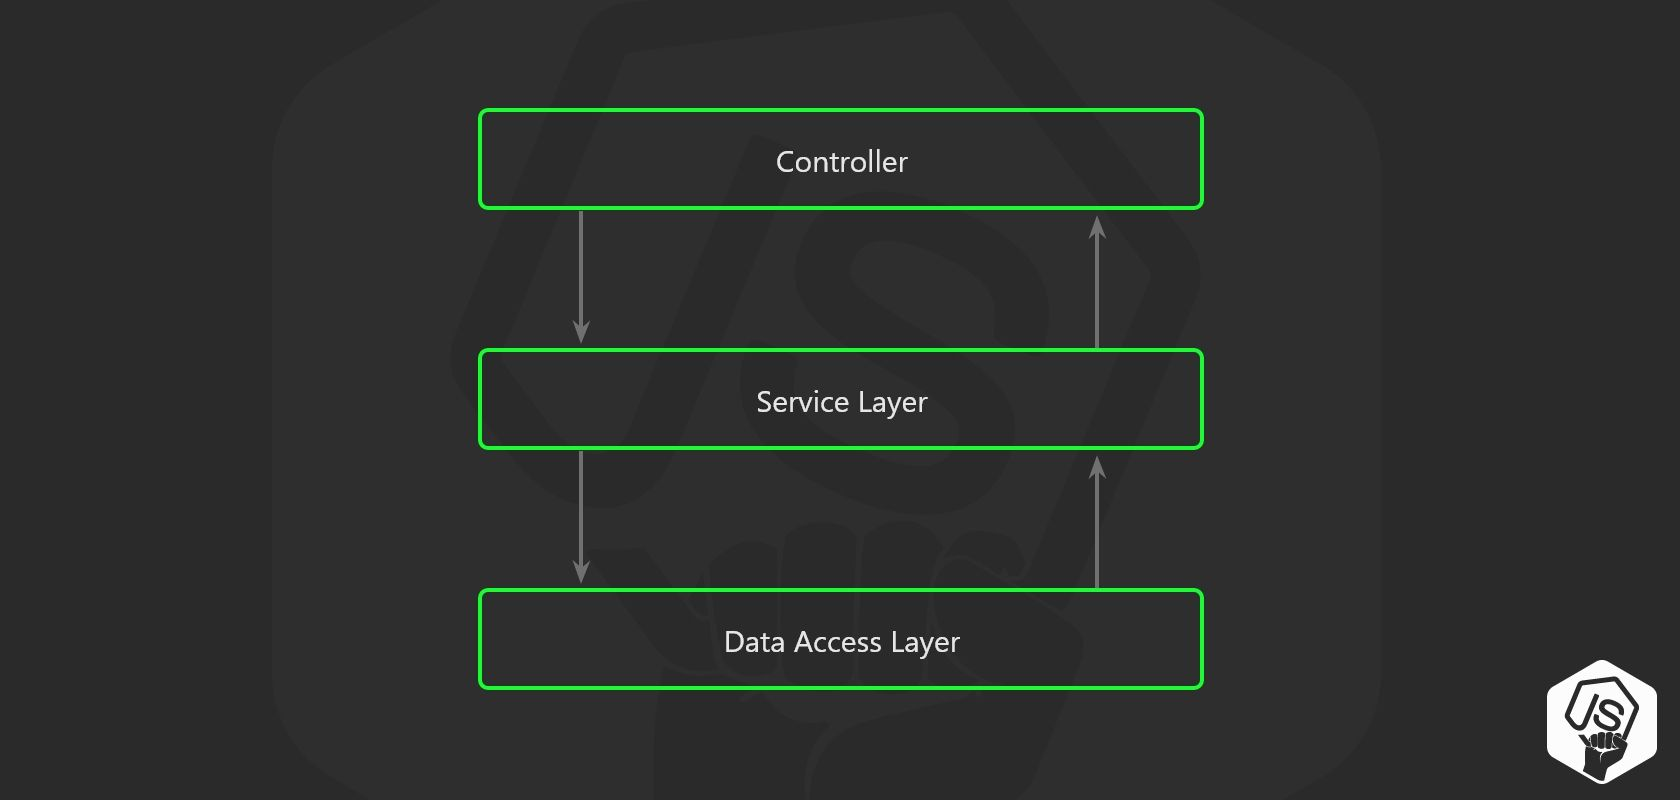 Controller
Service Layer
Data Access Layer
JS